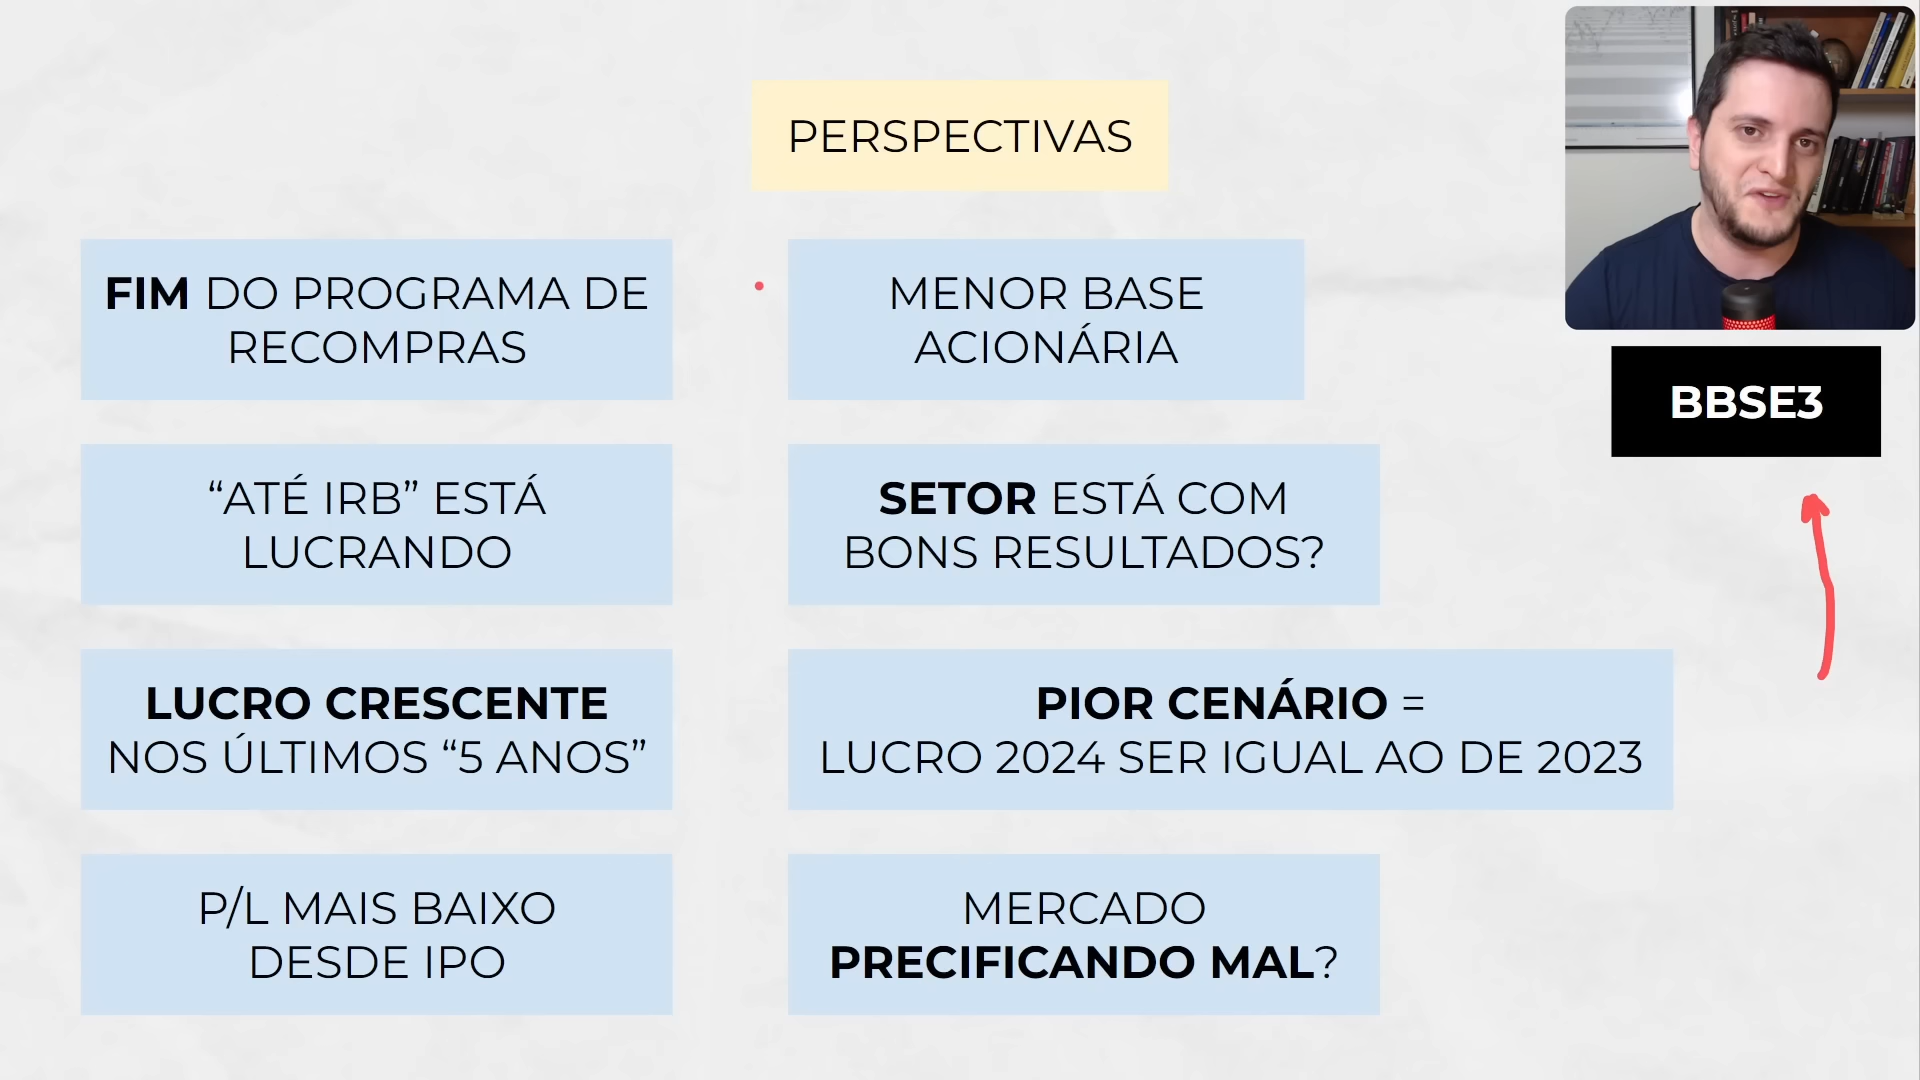 PERSPECTIVAS
FIM DO PROGRAMA DE
RECOMPRAS
MENOR BASE
ACIONÁRIA
BBSE3
“ATÉ IRB” ESTÁ
LUCRANDO
SETOR ESTÁ COM
BONS RESULTADOS?
LUCRO CRESCENTE
NOS ÚLTIMOS “5 ANOS”
PIOR CENÁRIO =
LUCRO 2024 SER IGUAL AO DE 2023
P/L MAIS BAIXO
DESDE IPO
MERCADO
PRECIFICANDO MAL?